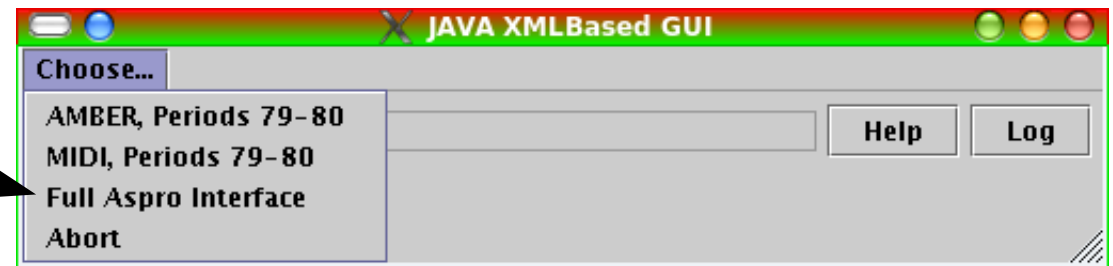 JAVA XMLBased GUI
Choose...
AMBER, Periods 79-80
Help Log
MIDI, Periods 79-80
Full Aspro Interface
Abort